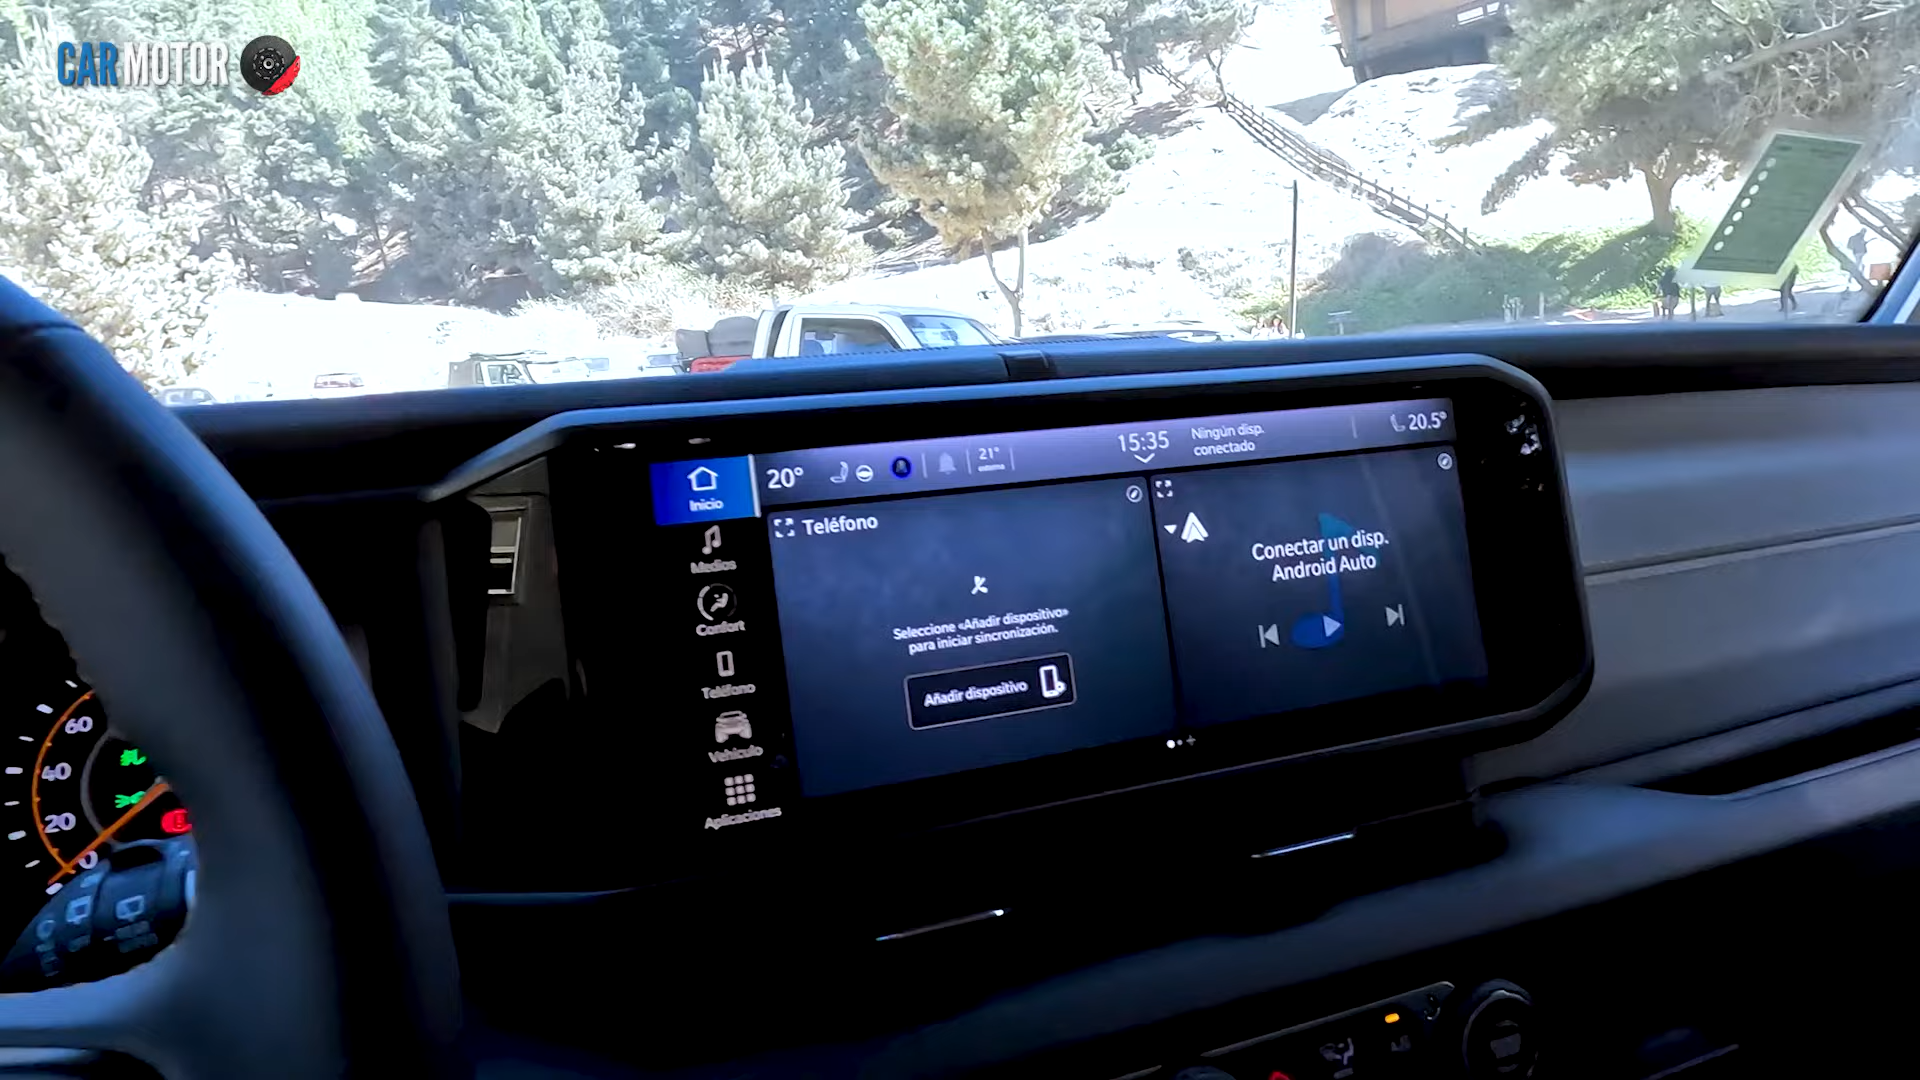 CARMOTOR
Inicio
20°
21°
externa
15:35
Ningún disp.
conectado
20.5°
Medios
Confort
Teléfono
Vehículo
Aplicaciones
Teléfono
Seleccione «Añadir dispositivo»
para iniciar sincronización.
Añadir dispositivo
Conectar un disp.
Android Auto
60
40
20
0